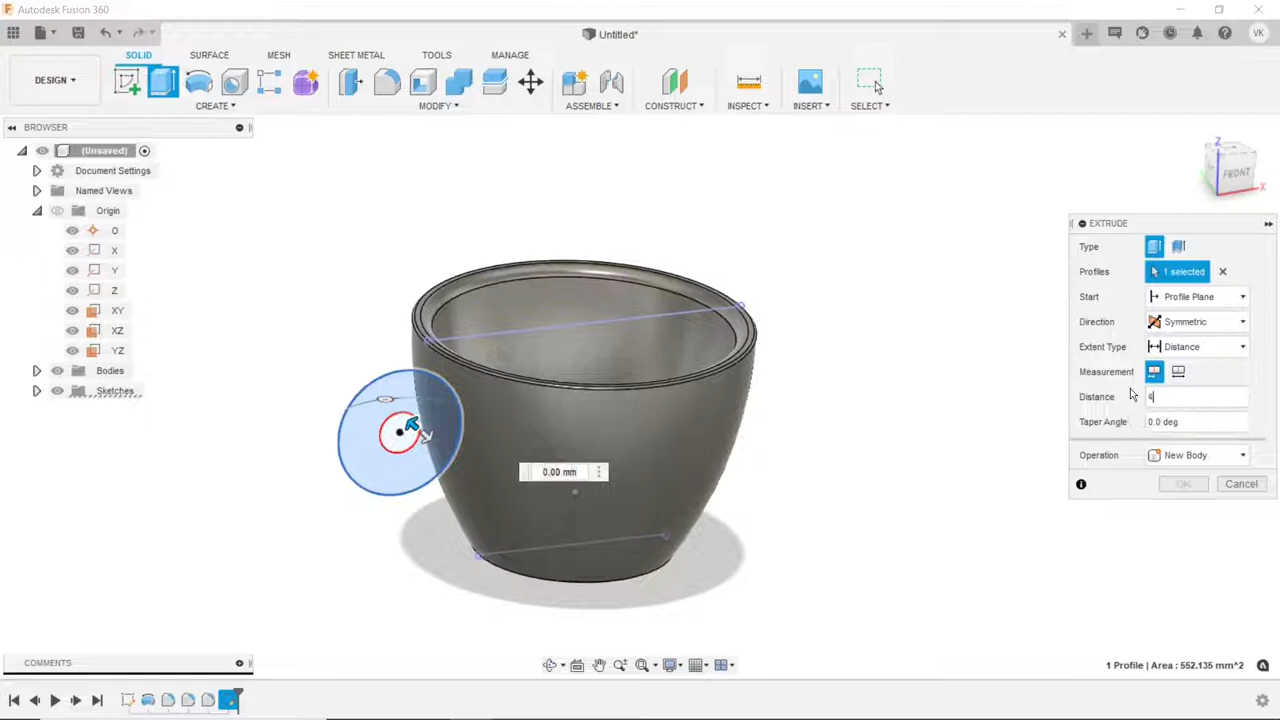 Autodesk Fusion 360
Untitled*
VK
DESIGN
SOLID
SURFACE
MESH
SHEET METAL
TOOLS
MANAGE
CREATE
MODIFY
ASSEMBLE
CONSTRUCT
INSPECT
INSERT
SELECT
BROWSER
(Unsaved)
Document Settings
Named Views
Origin
O
X
Y
Z
XY
XZ
YZ
Bodies
Sketches
Z
FRONT
X
EXTRUDE
Type
Profiles
1 selected
Start
Profile Plane
Direction
Symmetric
Extent Type
Distance
Measurement
Distance
Taper Angle
0.0 deg
Operation
New Body
OK
Cancel
0.00 mm
COMMENTS
1 Profile | Area : 552.135 mm^2